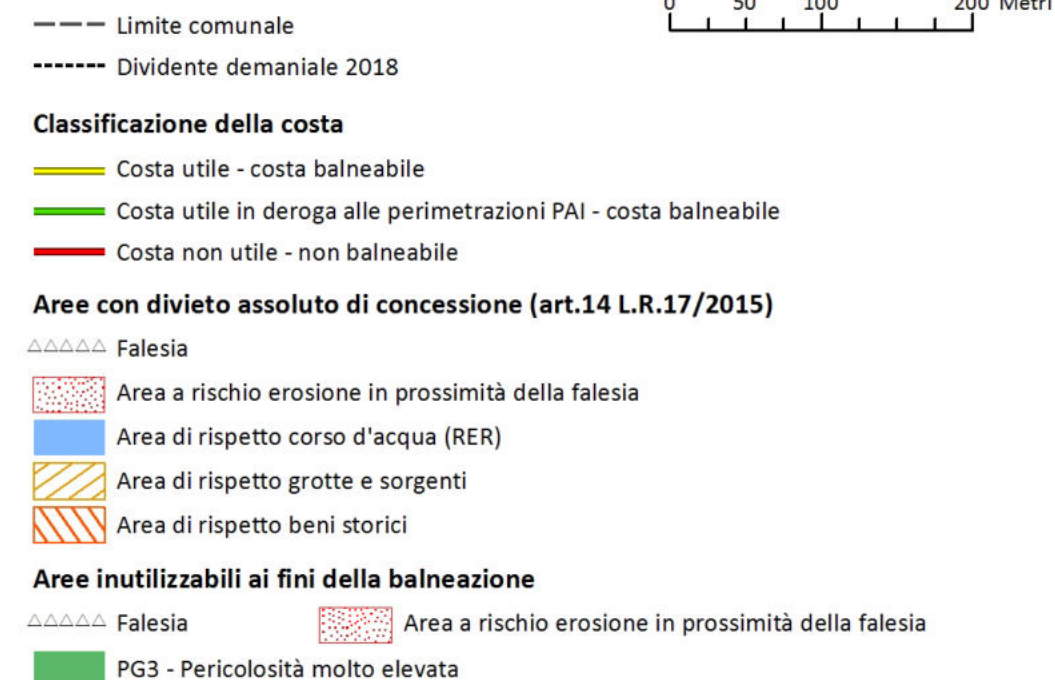 0 50 100 200 Metri
Limite comunale
Dividente demaniale 2018
Classificazione della costa
Costa utile - costa balneabile
Costa utile in deroga alle perimetrazioni PAI - costa balneabile
Costa non utile - non balneabile
Aree con divieto assoluto di concessione (art.14 L.R.17/2015)
Falesia
Area a rischio erosione in prossimità della falesia
Area di rispetto corso d'acqua (RER)
Area di rispetto grotte e sorgenti
Area di rispetto beni storici
Aree inutilizzabili ai fini della balneazione
Falesia Area a rischio erosione in prossimità della falesia
PG3 - Pericolosità molto elevata